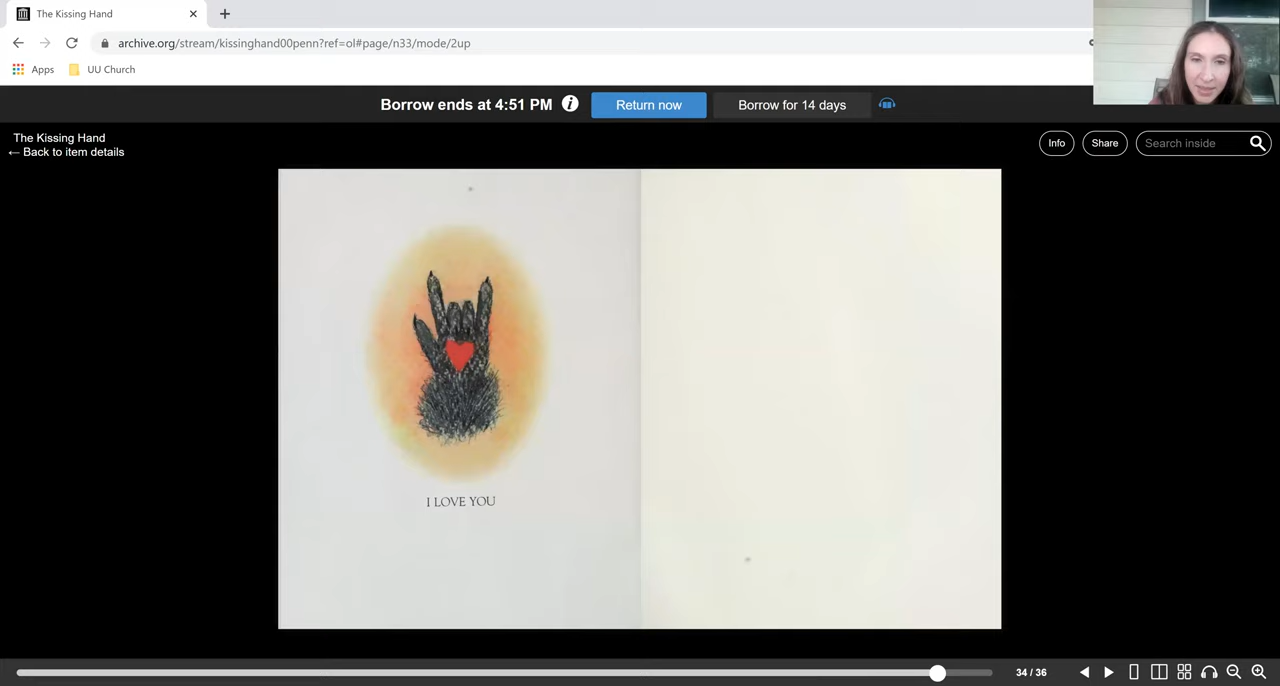 The Kissing Hand
archive.org/stream/kissinghand00penn?ref=ol#page/n33/mode/2up
Apps
UU Church
Borrow ends at 4:51 PM
Return now
Borrow for 14 days
The Kissing Hand
← Back to item details
Info
Share
Search inside
I LOVE YOU
34 / 36